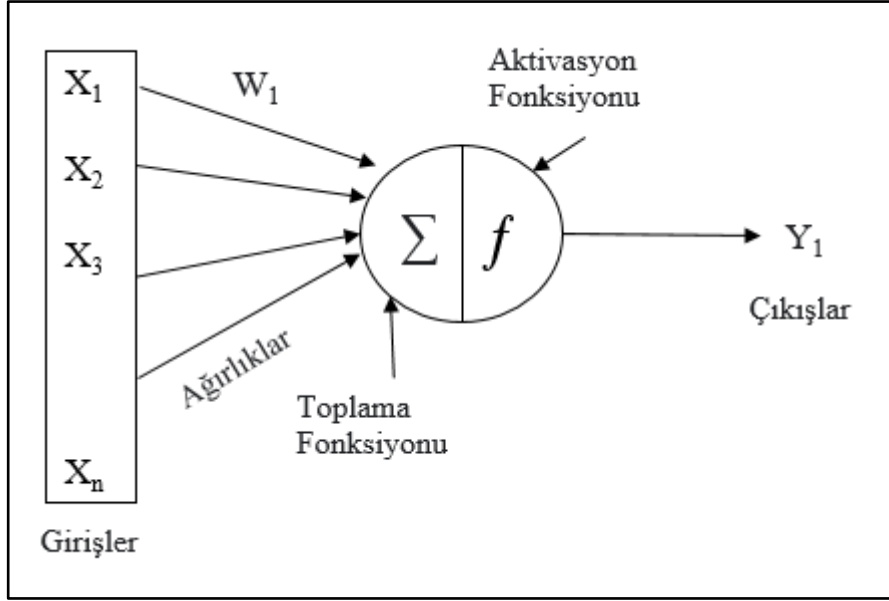 X₁
W₁
Aktivasyon
Fonksiyonu
X₂
X₃
∑
f
Y₁
Çıkışlar
Ağırlıklar
Toplama
Fonksiyonu
Xₙ
Girişler